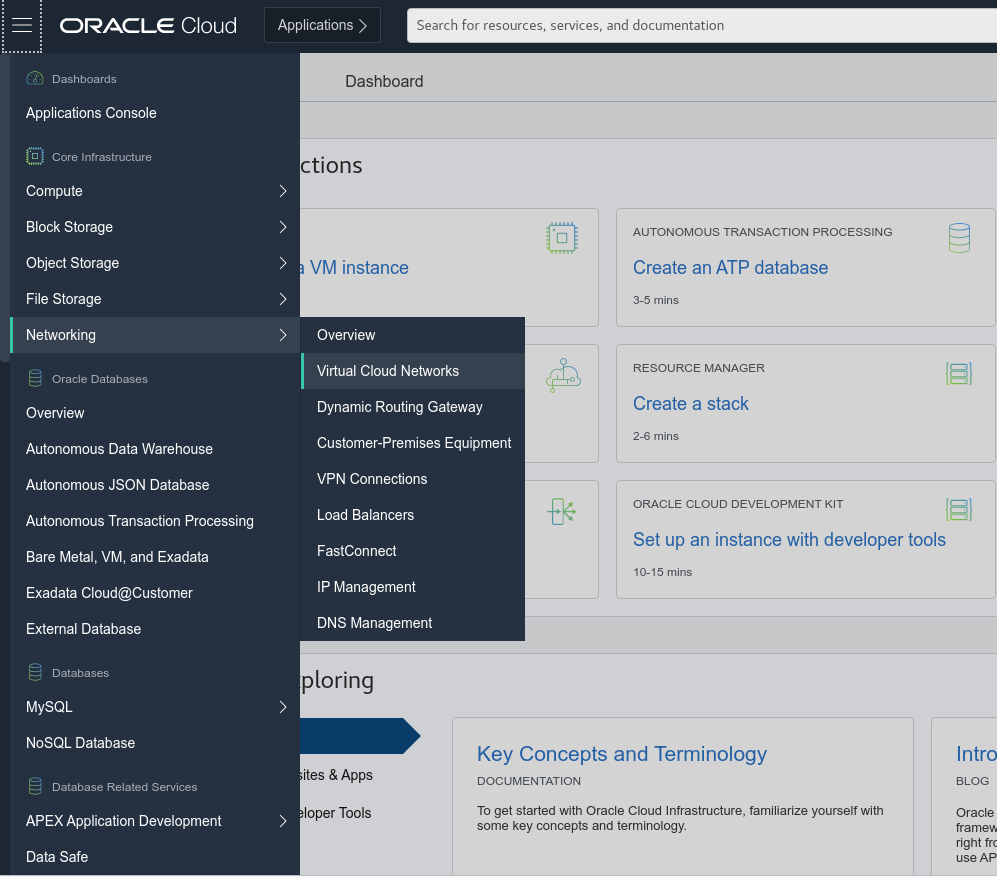 ORACLE Cloud
Applications
Search for resources, services, and documentation
Dashboards
Applications Console
Core Infrastructure
Compute
Block Storage
Object Storage
File Storage
Networking
Oracle Databases
Overview
Autonomous Data Warehouse
Autonomous JSON Database
Autonomous Transaction Processing
Bare Metal, VM, and Exadata
Exadata Cloud@Customer
External Database
Databases
MySQL
NoSQL Database
Database Related Services
APEX Application Development
Data Safe
Overview
Virtual Cloud Networks
Dynamic Routing Gateway
Customer-Premises Equipment
VPN Connections
Load Balancers
FastConnect
IP Management
DNS Management
Dashboard
ctions
a VM instance
AUTONOMOUS TRANSACTION PROCESSING
Create an ATP database
3-5 mins
RESOURCE MANAGER
Create a stack
2-6 mins
ORACLE CLOUD DEVELOPMENT KIT
Set up an instance with developer tools
10-15 mins
ploring
sites & Apps
eloper Tools
Key Concepts and Terminology
DOCUMENTATION
To get started with Oracle Cloud Infrastructure, familiarize yourself with
some key concepts and terminology.
Intro
BLOG
Oracle
framew
right fro
use AP